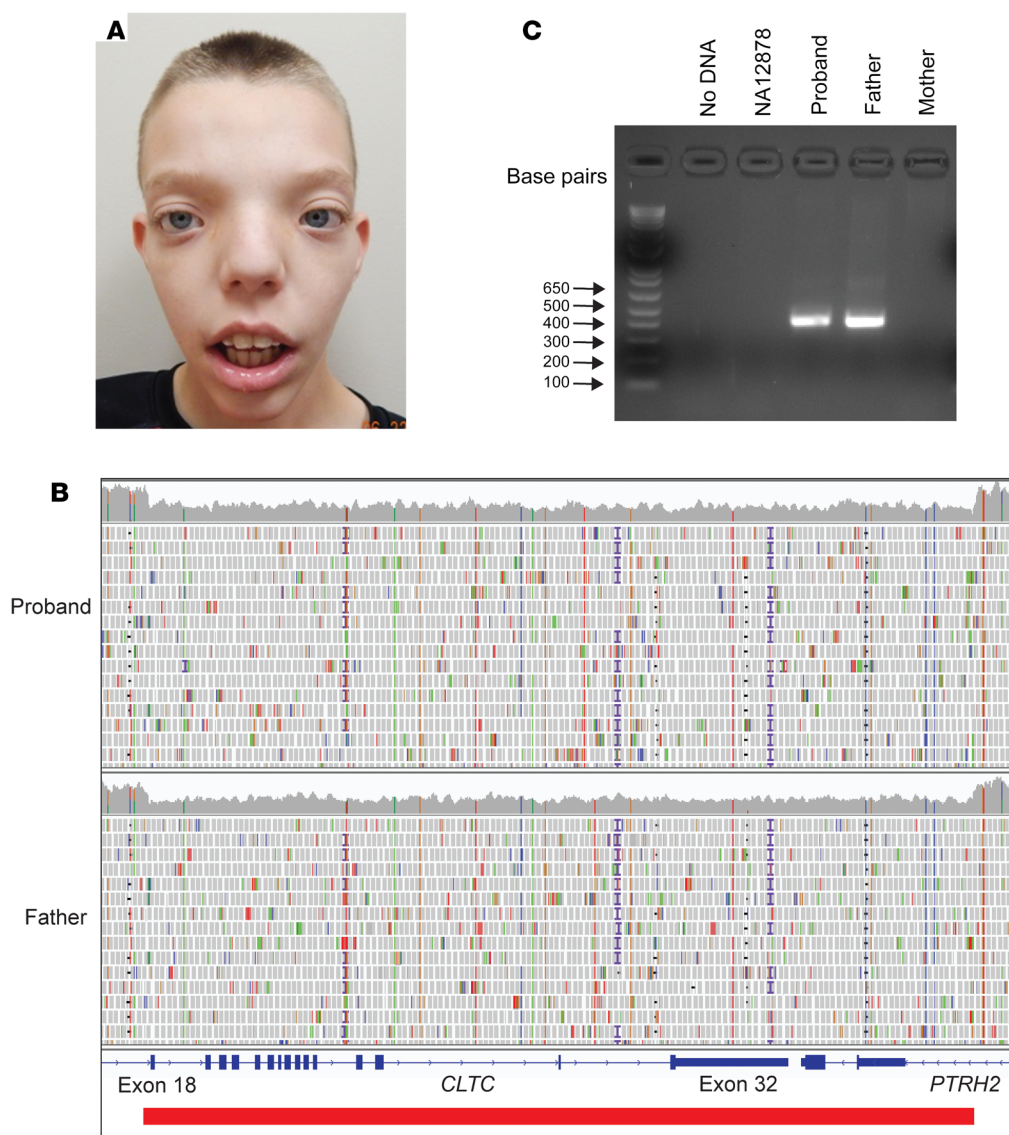 A
C
No DNA
NA12878
Proband
Father
Mother
Base pairs
650
500
400
300
200
100
B
Proband
Father
Exon 18
CLTC
Exon 32
PTRH2